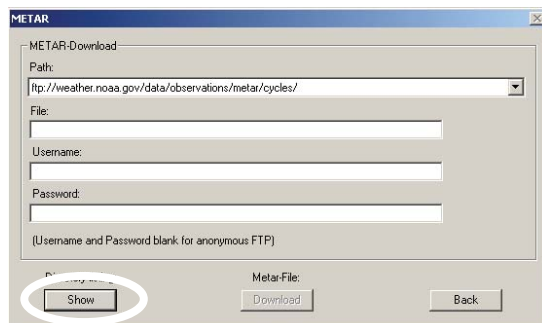 METAR
METAR-Download
Path:
ftp://weather.noaa.gov/data/observations/metar/cycles/
File:
Username:
Password:
(Username and Password blank for anonymous FTP)
Metar-File:
Show Download Back